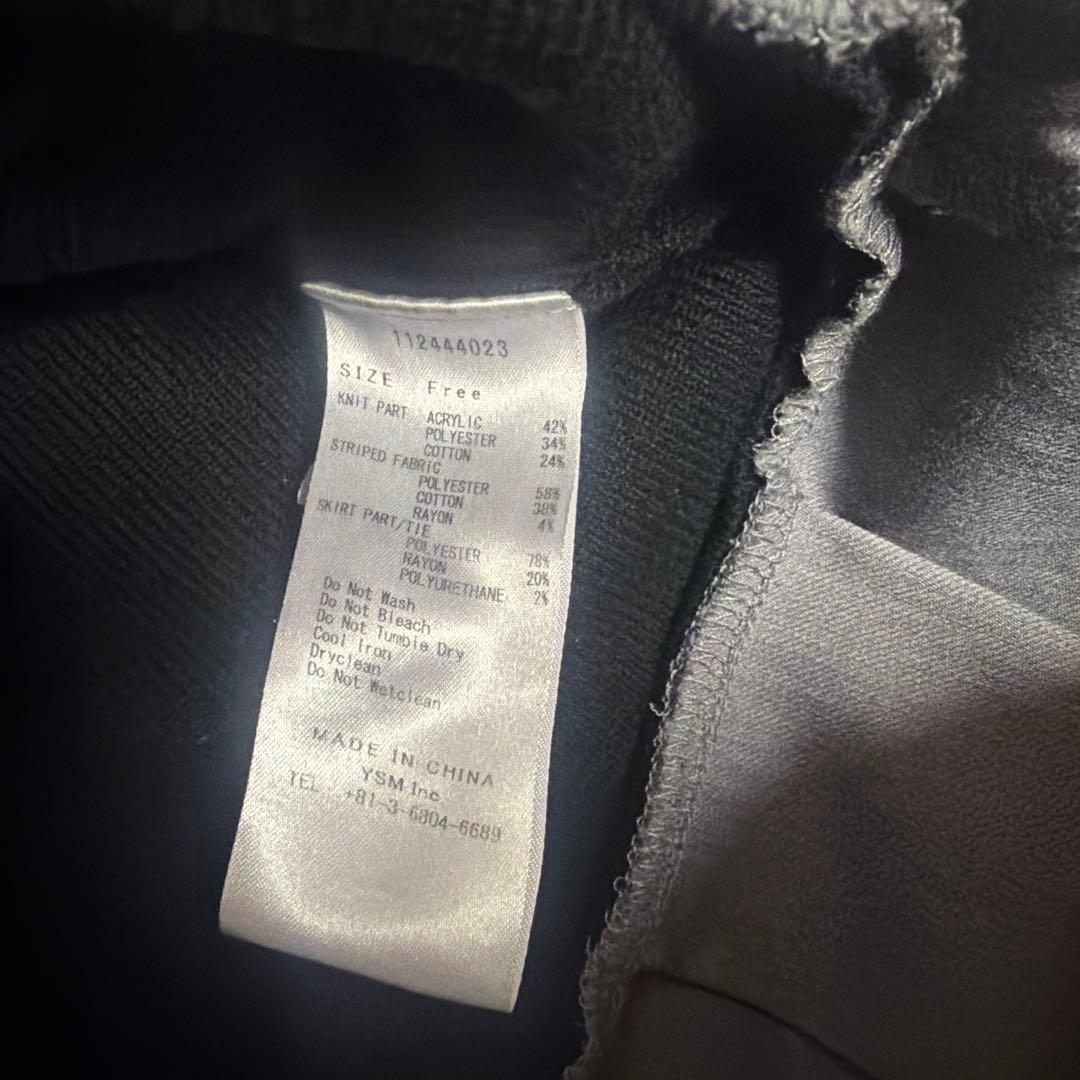 112444023
SIZE Free
KNIT PART ACRYLIC 42%
POLYESTER 34%
COTTON 24%
STRIPED FABRIC
POLYESTER 58%
COTTON 38%
RAYON 4%
SKIRT PART/TIE
POLYESTER 78%
RAYON 20%
POLYURETHANE 2%
Do Not Wash
Do Not Bleach
Do Not Tumble Dry
Cool Iron
Dryclean
Do Not Wetclean
MADE IN CHINA
YSM Inc
TEL +81-3-6804-6689